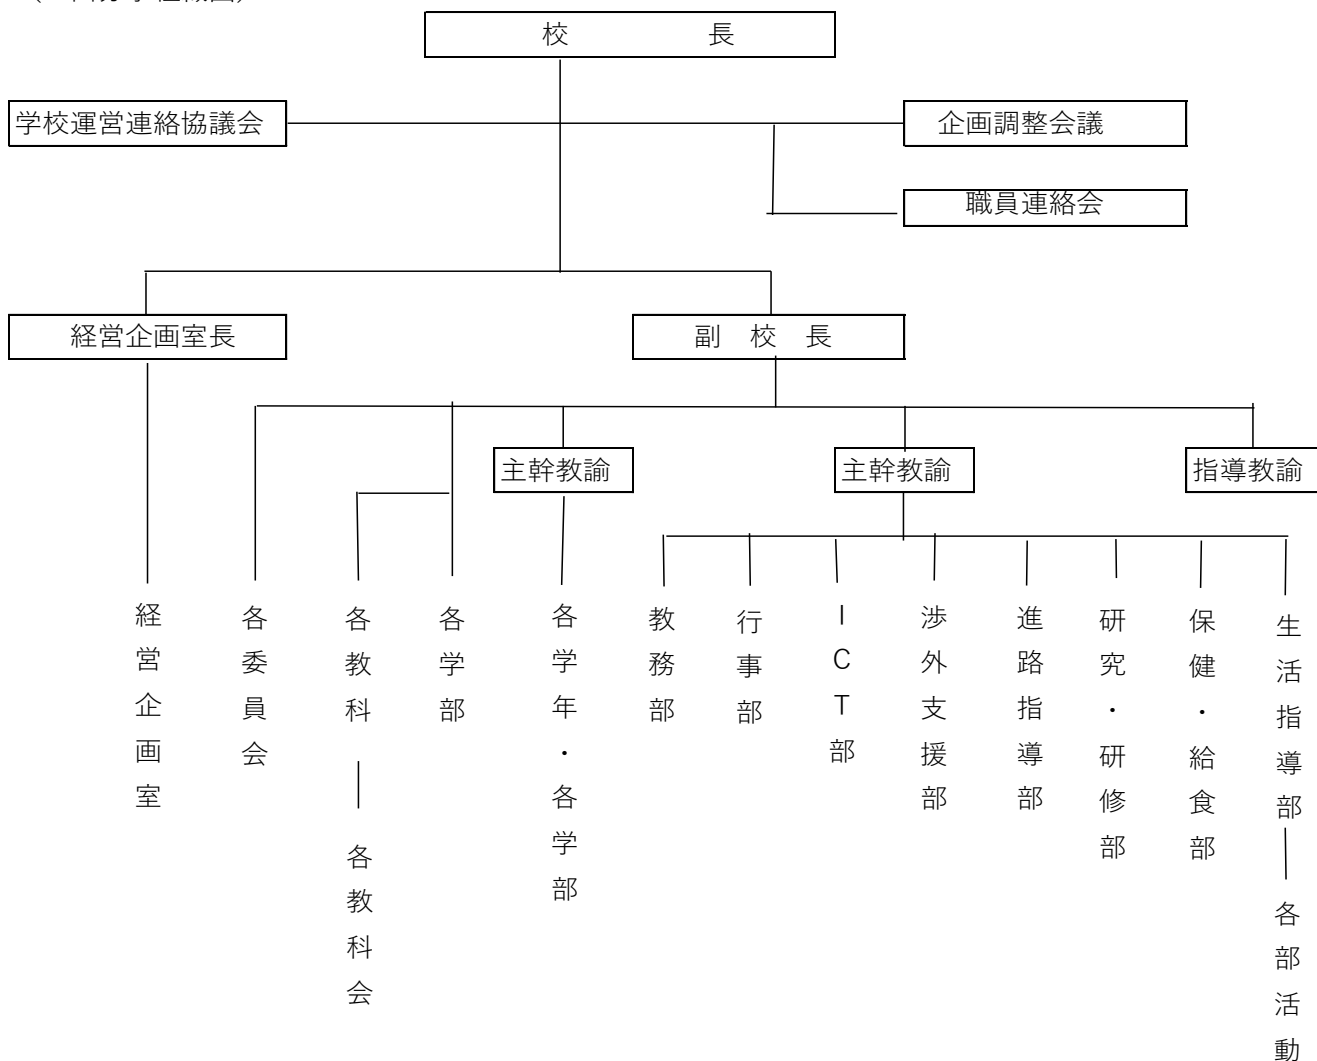 校　長
学校運営連絡協議会
企画調整会議
職員連絡会
経営企画室長
副　校　長
主幹教諭
主幹教諭
指導教諭
経営企画室
各委員会
各教科
各教科会
各学部
各学年・各学部
教務部
行事部
ICT部
渉外支援部
進路指導部
研究・研修部
保健・給食部
生活指導部
各部活動